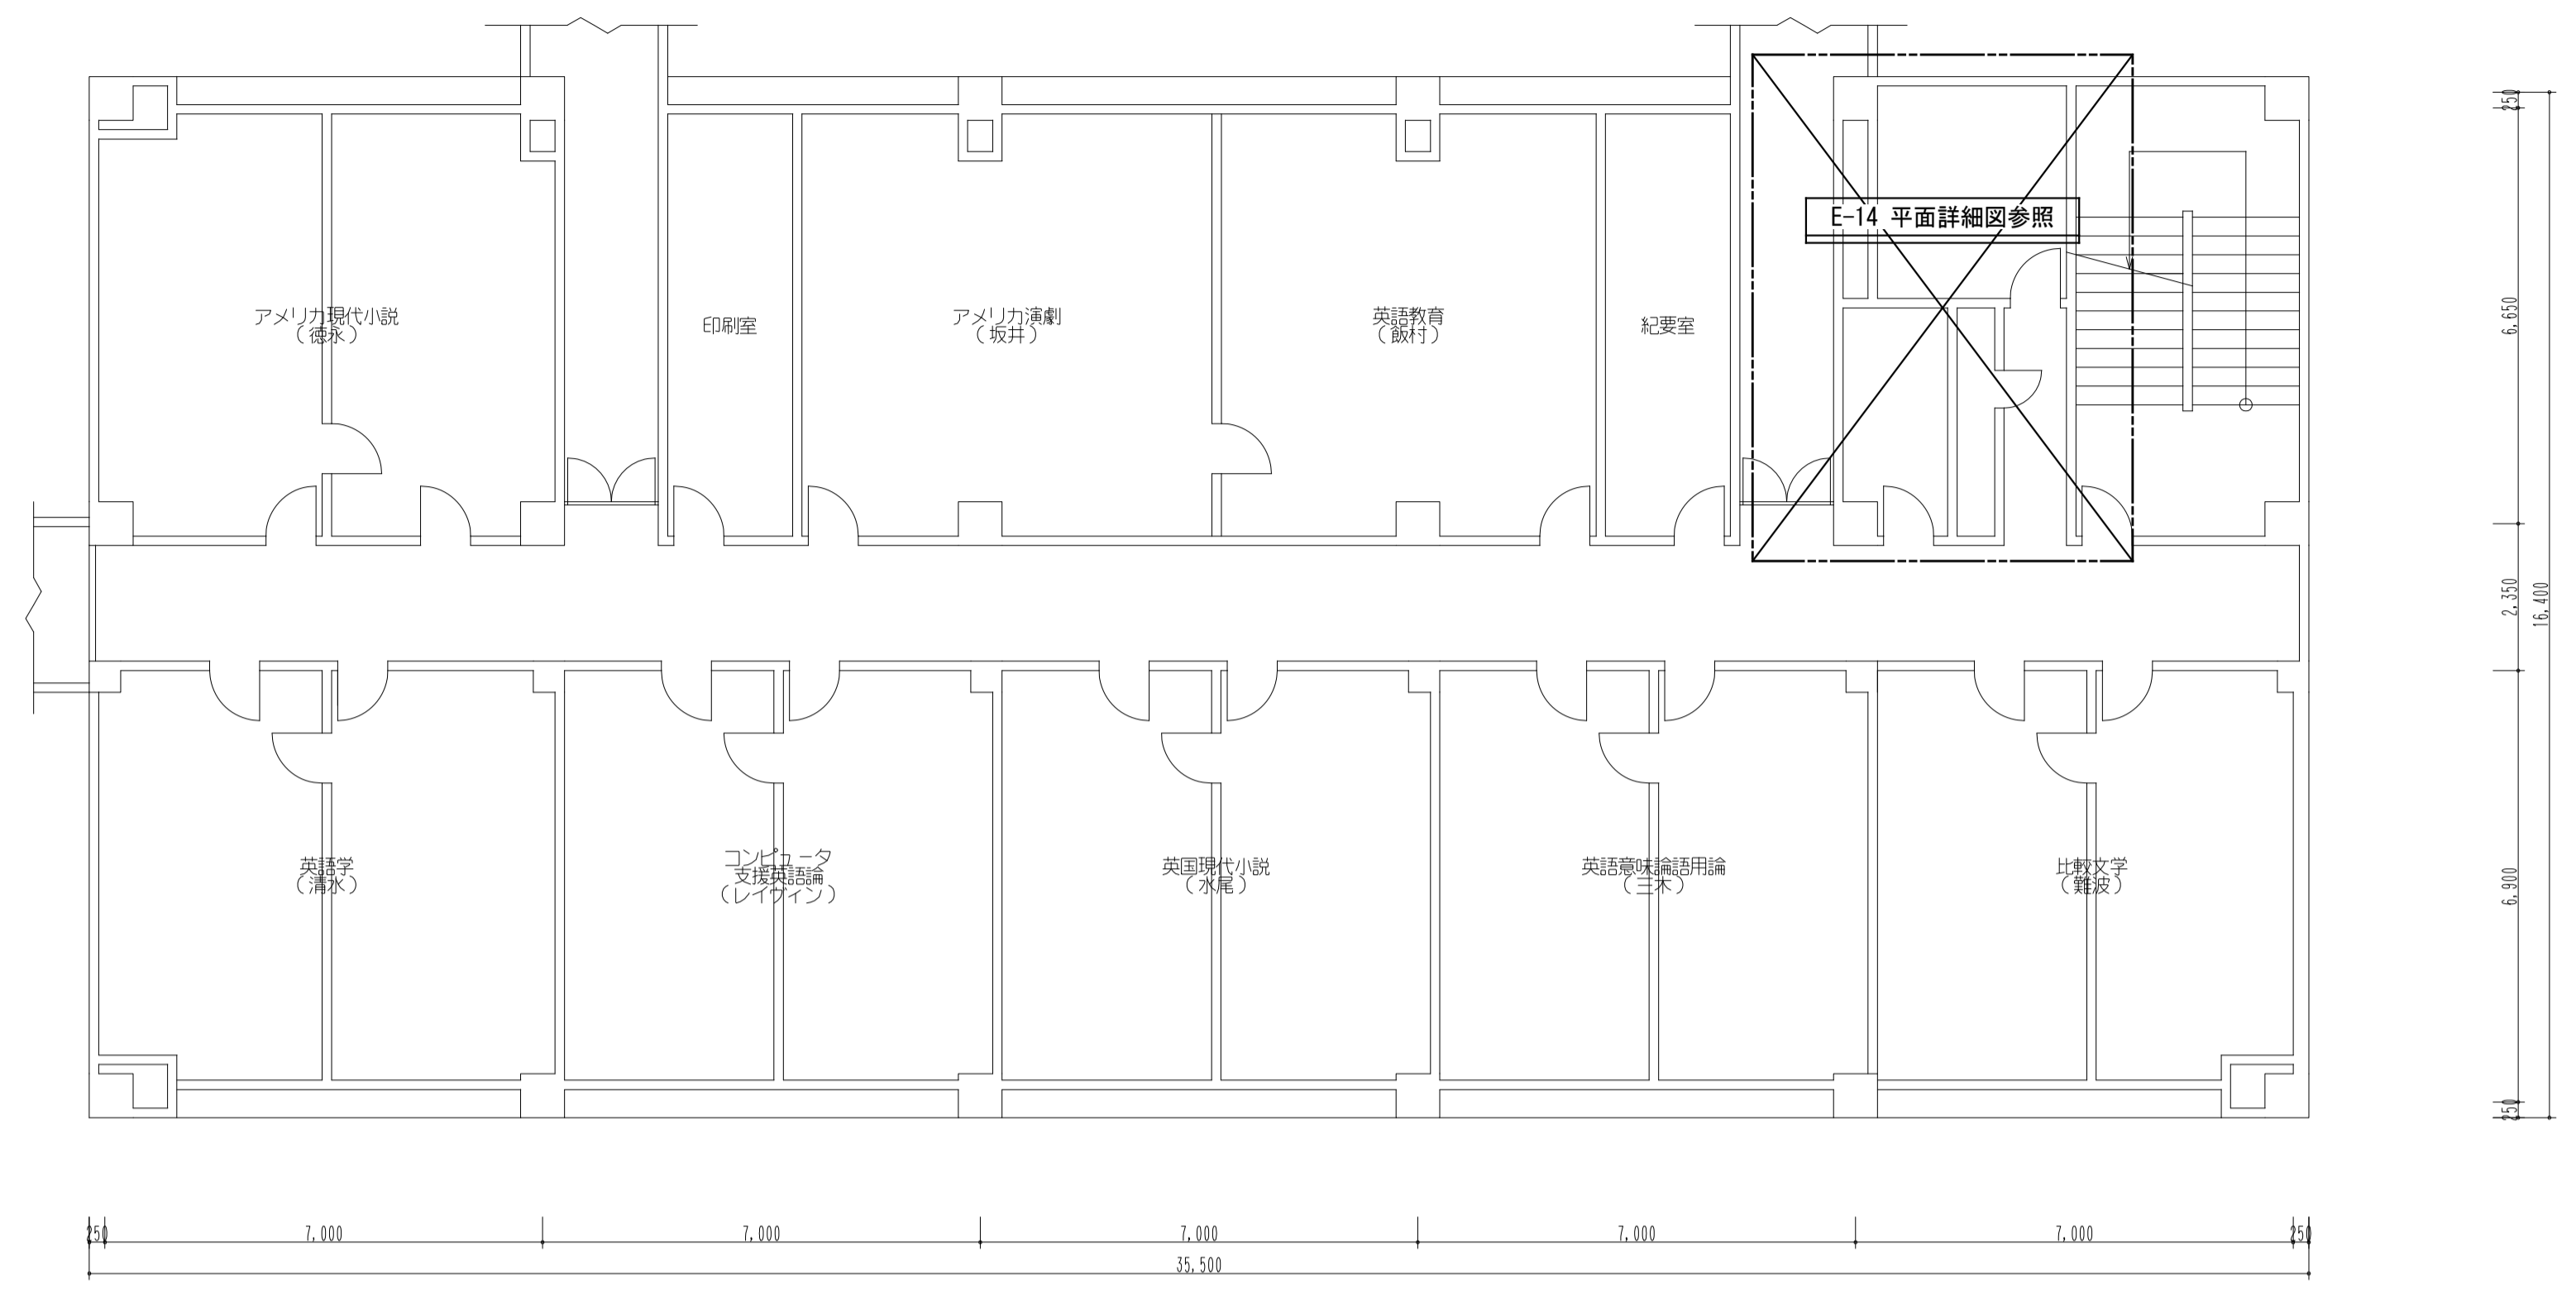 E-14 平面詳細図参照
アメリカ現代小説
（徳永）
印刷室
アメリカ演劇
（坂井）
英語教育
（飯村）
紀要室
英語学
（清水）
コンピュータ
支援英語論
（レイヴィン）
英国現代小説
（水尾）
英語意味論語用論
（三木）
比較文学
（難波）
250
6,650
2,350
16,400
6,900
250
250
7,000
7,000
7,000
7,000
7,000
250
35,500